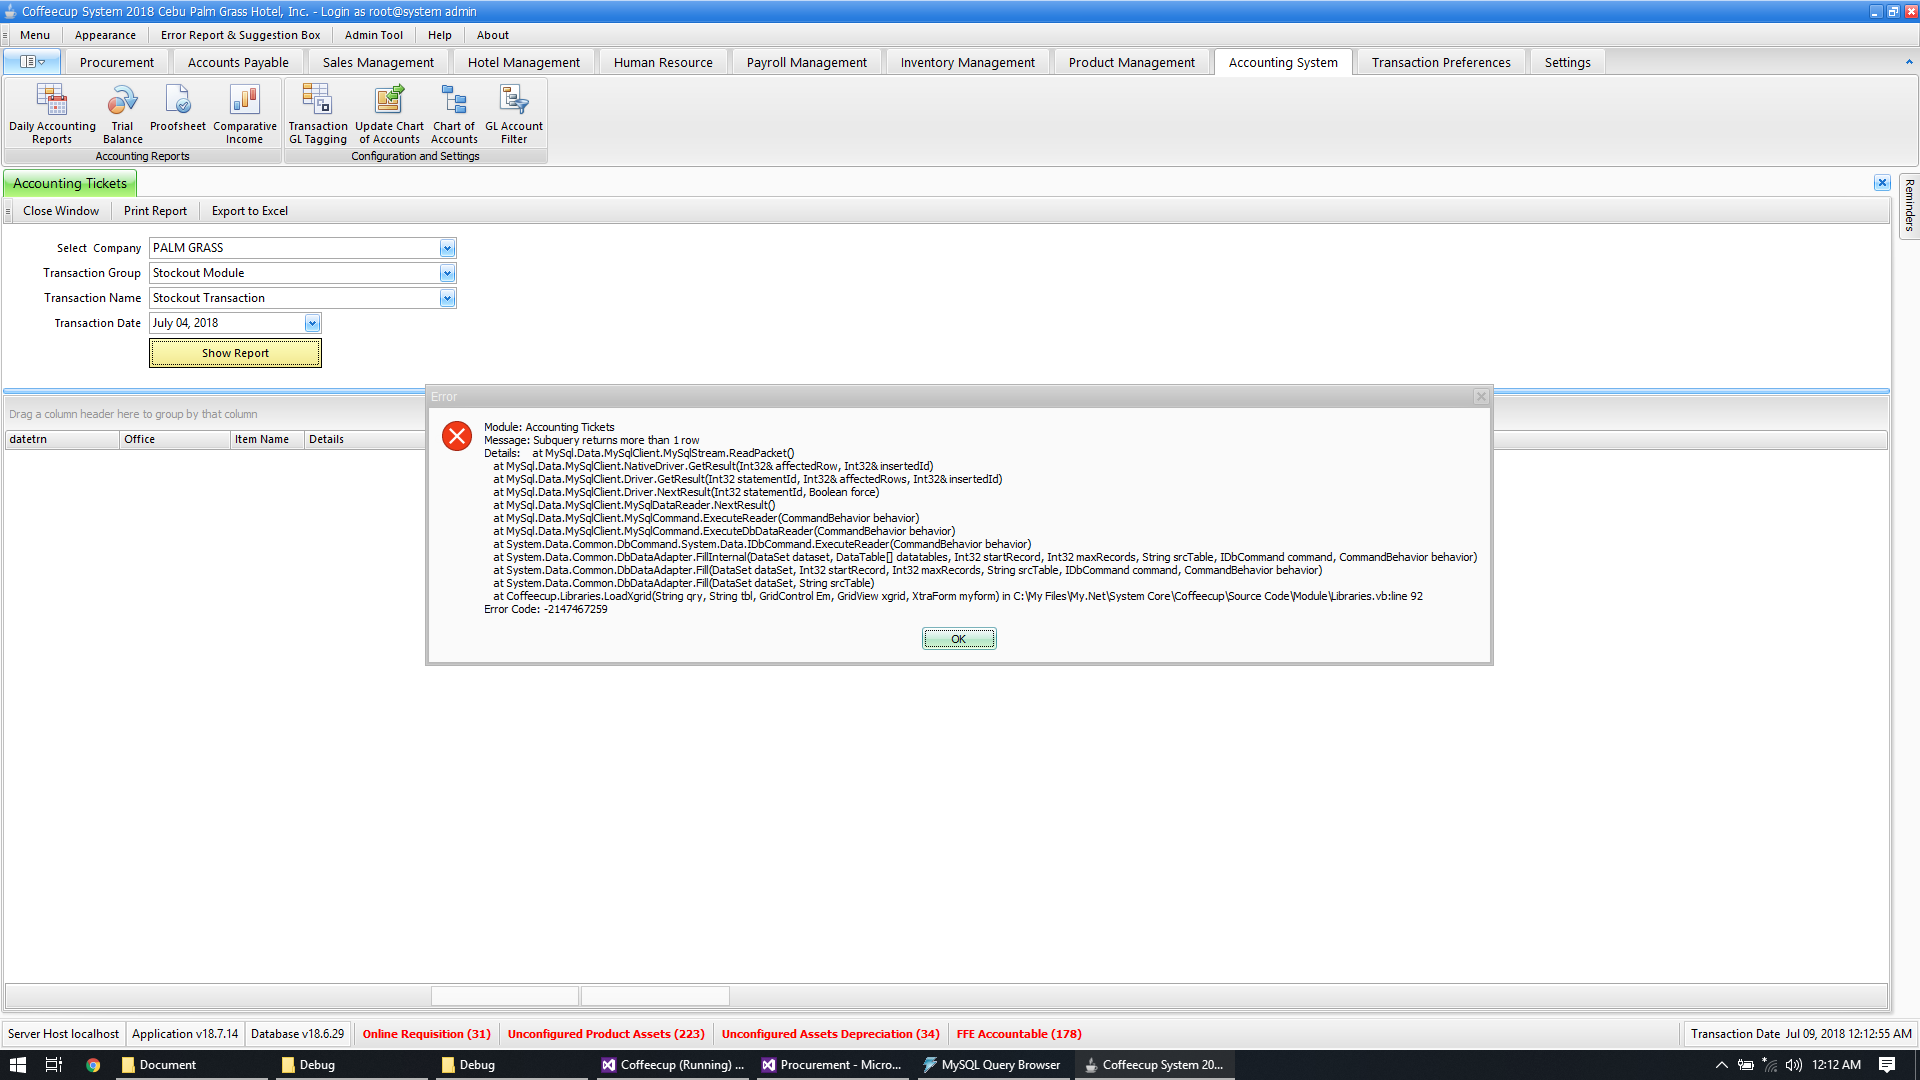 Coffeecup System 2018 Cebu Palm Grass Hotel, Inc. - Login as root@system admin
Menu Appearance Error Report & Suggestion Box Admin Tool Help About
Procurement Accounts Payable Sales Management Hotel Management Human Resource Payroll Management Inventory Management Product Management Accounting System Transaction Preferences Settings
Daily Accounting Reports Trial Balance Proofsheet Comparative Income Transaction GL Tagging Update Chart of Accounts Chart of Accounts GL Account Filter
Accounting Reports Configuration and Settings
Accounting Tickets
Reminders
Close Window Print Report Export to Excel
Select Company PALM GRASS
Transaction Group Stockout Module
Transaction Name Stockout Transaction
Transaction Date July 04, 2018
Show Report
Drag a column header here to group by that column
datetrn Office Item Name Details
Error
Module: Accounting Tickets
Message: Subquery returns more than 1 row
Details: at MySql.Data.MySqlClient.MySqlStream.ReadPacket()
at MySql.Data.MySqlClient.NativeDriver.GetResult(Int32& affectedRow, Int32& insertedId)
at MySql.Data.MySqlClient.Driver.GetResult(Int32 statementId, Int32& affectedRows, Int32& insertedId)
at MySql.Data.MySqlClient.Driver.NextResult(Int32 statementId, Boolean force)
at MySql.Data.MySqlClient.MySqlDataReader.NextResult()
at MySql.Data.MySqlClient.MySqlCommand.ExecuteReader(CommandBehavior behavior)
at MySql.Data.MySqlClient.MySqlCommand.ExecuteDbDataReader(CommandBehavior behavior)
at System.Data.Common.DbCommand.System.Data.IDbCommand.ExecuteReader(CommandBehavior behavior)
at System.Data.Common.DbDataAdapter.FillInternal(DataSet dataset, DataTable[] datatables, Int32 startRecord, Int32 maxRecords, String srcTable, IDbCommand command, CommandBehavior behavior)
at System.Data.Common.DbDataAdapter.Fill(DataSet dataSet, Int32 startRecord, Int32 maxRecords, String srcTable, IDbCommand command, CommandBehavior behavior)
at System.Data.Common.DbDataAdapter.Fill(DataSet dataSet, String srcTable)
at Coffeecup.Libraries.LoadXgrid(String qry, String tbl, GridControl Em, GridView xgrid, XtraForm myform) in C:\My Files\My.Net\System Core\Coffeecup\Source Code\Module\Libraries.vb:line 92
Error Code: -2147467259
OK
Server Host localhost Application v18.7.14 Database v18.6.29 Online Requisition (31) Unconfigured Product Assets (223) Unconfigured Assets Depreciation (34) FFE Accountable (178) Transaction Date Jul 09, 2018 12:12:55 AM
Document Debug Debug Coffeecup (Running) ... Procurement - Micro... MySQL Query Browser Coffeecup System 20... 12:12 AM